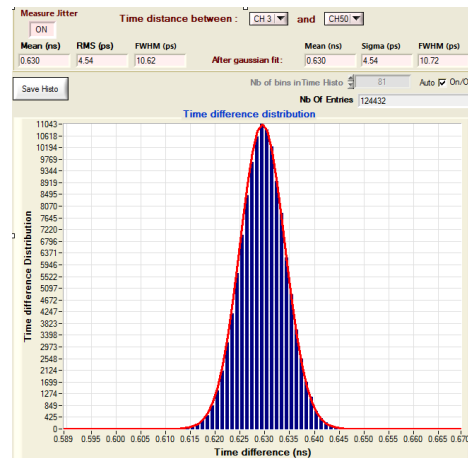 Measure Jitter
ON
Time distance between : CH 3 and CH50
Mean (ns) RMS (ps) FWHM (ps) Mean (ns) Sigma (ps) FWHM (ps)
0.630 4.54 10.62 After gaussian fit: 0.630 4.54 10.72
Nb of bins in Time Histo 81 Auto On/O
Save Histo
Nb Of Entries 124432
Time difference distribution
Time difference Distribution
11043
10618
10194
9769
9344
8919
8495
8070
7645
7220
6796
6371
5946
5522
5097
4672
4247
3823
3398
2973
2548
2124
1699
1274
849
425
0
0.589 0.595 0.600 0.605 0.610 0.615 0.620 0.625 0.630 0.635 0.640 0.645 0.650 0.655 0.660 0.665 0.670
Time difference (ns)